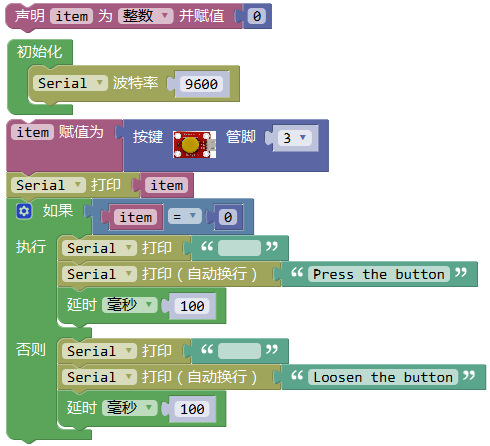 声明 item 为 整数 并赋值 0
初始化
Serial 波特率 9600
item 赋值为 按键 管脚 3
Serial 打印 item
如果 item = 0
执行 Serial 打印 “ ”
Serial 打印（自动换行） “ Press the button ”
延时 毫秒 100
否则 Serial 打印 “ ”
Serial 打印（自动换行） “ Loosen the button ”
延时 毫秒 100